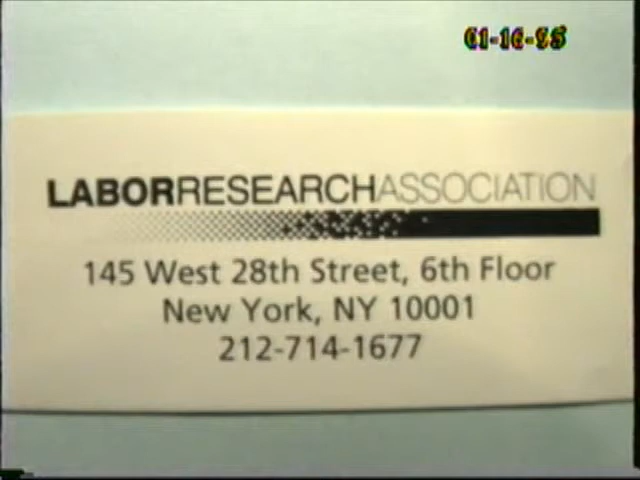 01-16-95
LABORRESEARCHASSOCIATION
145 West 28th Street, 6th Floor
New York, NY 10001
212-714-1677